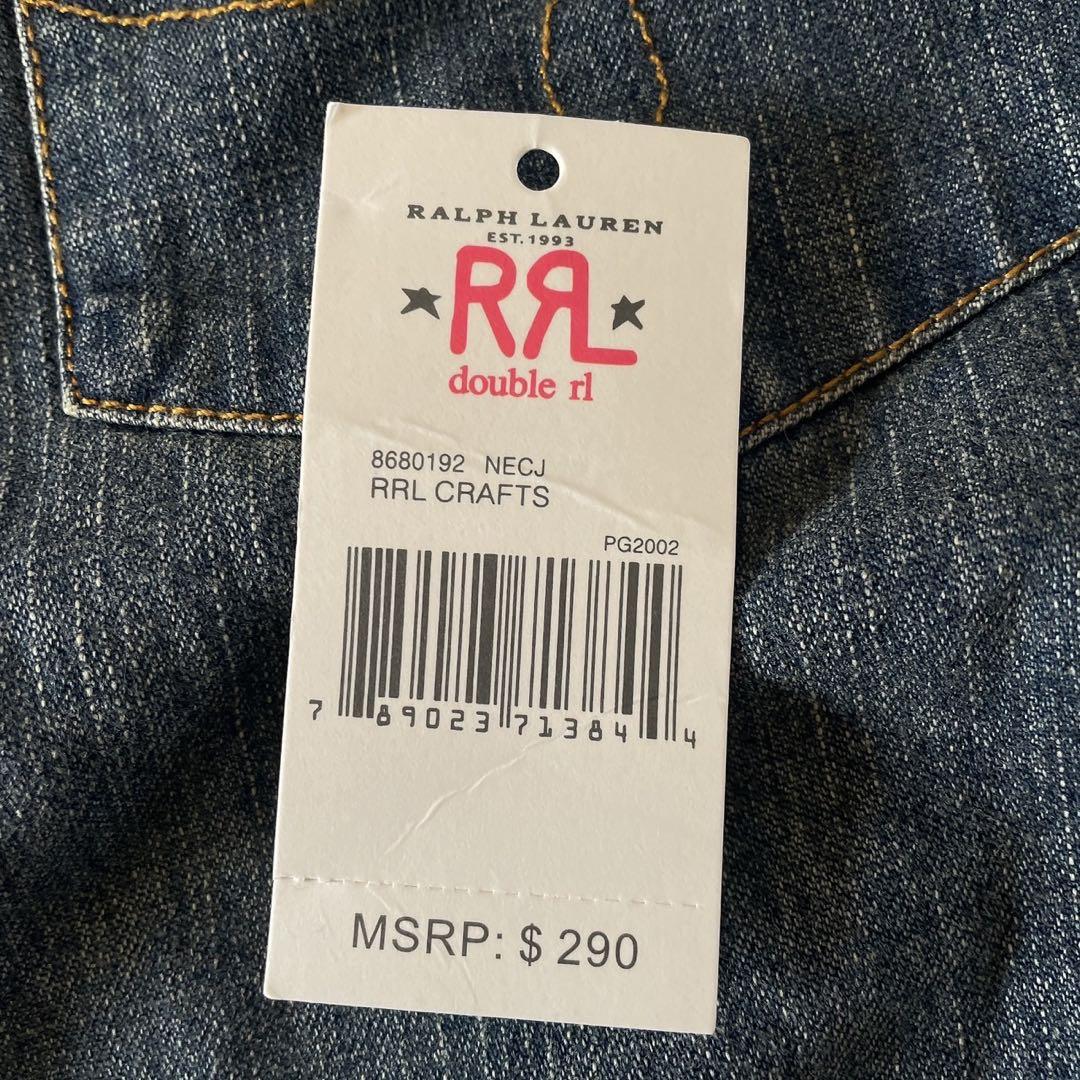 RALPH LAUREN
EST. 1993
RRL
double rl
8680192 NECJ
RRL CRAFTS
PG2002
7 89023 71384 4
MSRP: $ 290